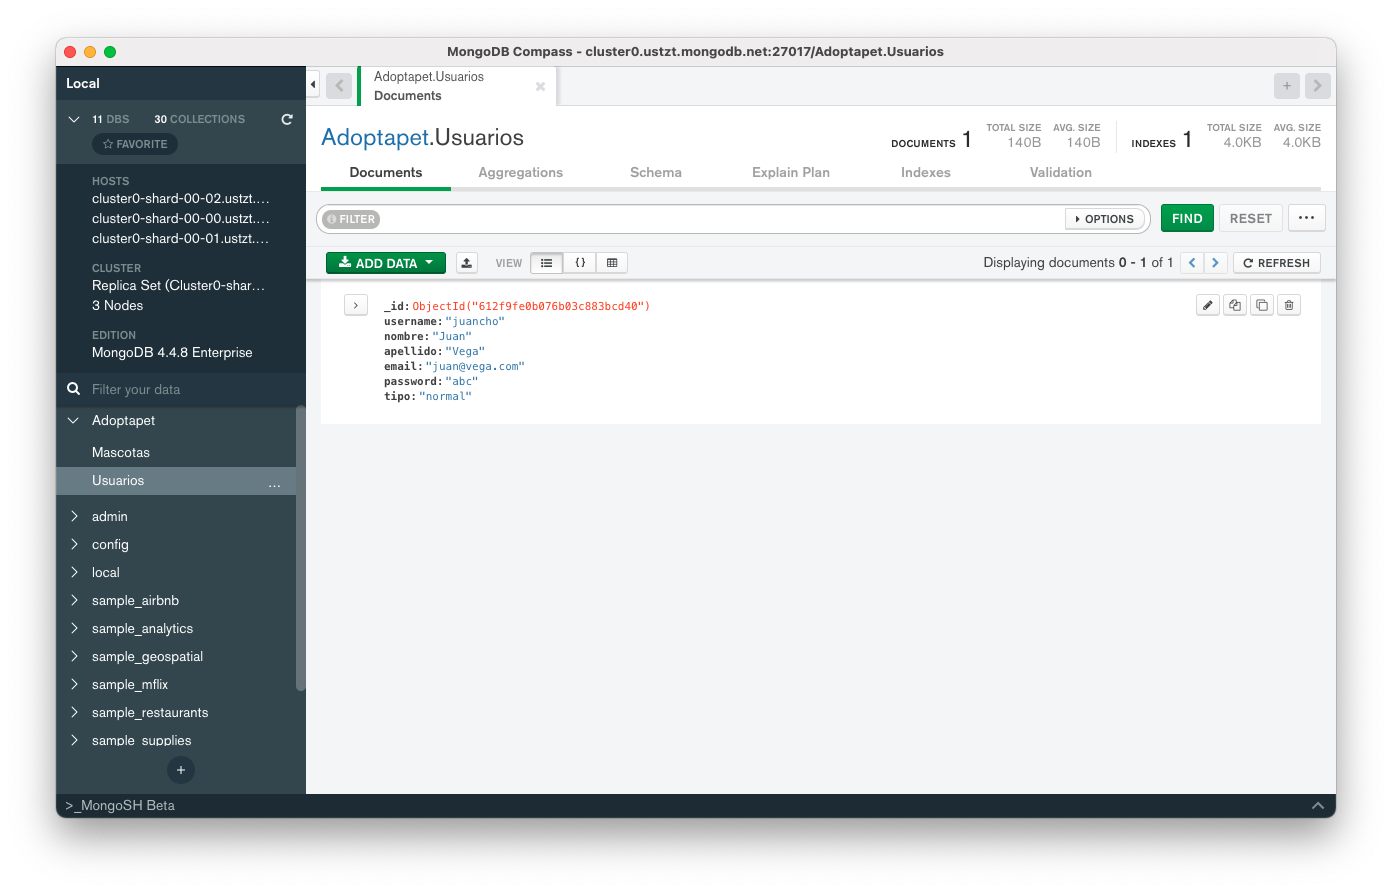 MongoDB Compass - cluster0.ustzt.mongodb.net:27017/Adoptapet.Usuarios
Local
11 DBS 30 COLLECTIONS
FAVORITE
HOSTS
cluster0-shard-00-02.ustzt....
cluster0-shard-00-00.ustzt....
cluster0-shard-00-01.ustzt....
CLUSTER
Replica Set (Cluster0-shar...
3 Nodes
EDITION
MongoDB 4.4.8 Enterprise
Filter your data
Adoptapet
Mascotas
Usuarios ...
admin
config
local
sample_airbnb
sample_analytics
sample_geospatial
sample_mflix
sample_restaurants
sample_supplies
+
Adoptapet.Usuarios
Documents
Adoptapet.Usuarios
DOCUMENTS 1 TOTAL SIZE 140B AVG. SIZE 140B INDEXES 1 TOTAL SIZE 4.0KB AVG. SIZE 4.0KB
Documents Aggregations Schema Explain Plan Indexes Validation
FILTER OPTIONS FIND RESET ...
ADD DATA VIEW {} Displaying documents 0 - 1 of 1 REFRESH
_id: ObjectId("612f9fe0b076b03c883bcd40")
username: "juancho"
nombre: "Juan"
apellido: "Vega"
email: "juan@vega.com"
password: "abc"
tipo: "normal"
>_MongoSH Beta